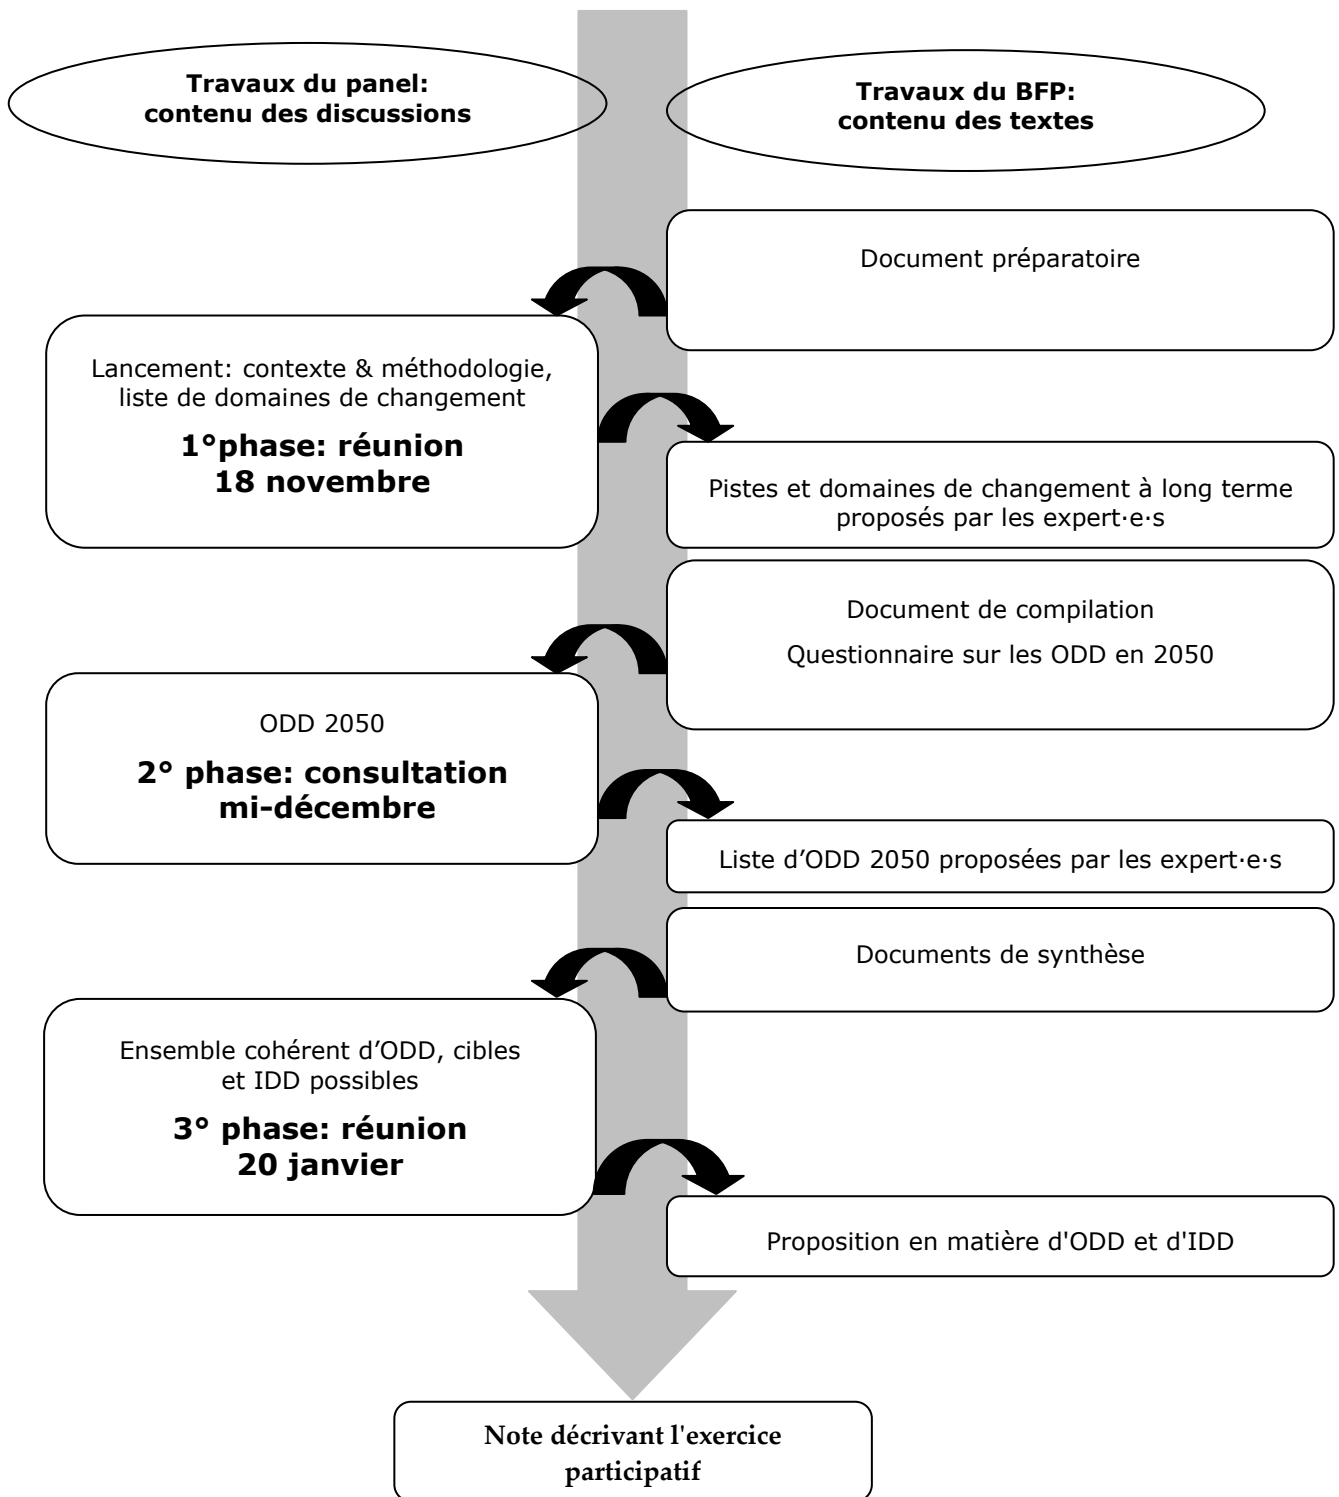 Travaux du panel:
contenu des discussions
Travaux du BFP:
contenu des textes
Document préparatoire
Lancement: contexte & méthodologie,
liste de domaines de changement
1°phase: réunion
18 novembre
Pistes et domaines de changement à long terme
proposés par les expert·e·s
Document de compilation
Questionnaire sur les ODD en 2050
ODD 2050
2° phase: consultation
mi-décembre
Liste d’ODD 2050 proposées par les expert·e·s
Documents de synthèse
Ensemble cohérent d’ODD, cibles
et IDD possibles
3° phase: réunion
20 janvier
Proposition en matière d'ODD et d'IDD
Note décrivant l'exercice
participatif